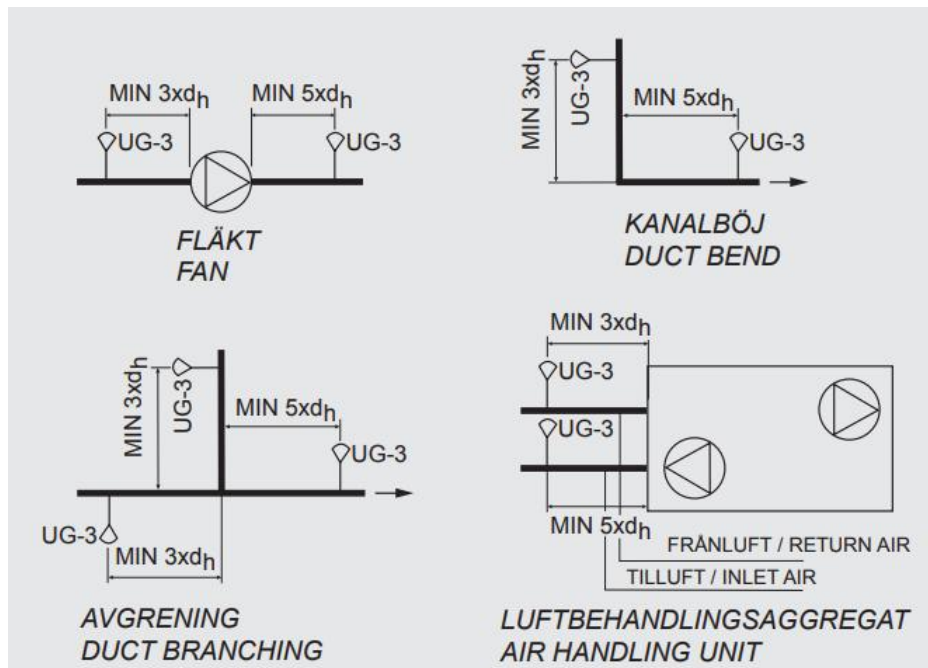 MIN 3xdh
MIN 5xdh
UG-3
UG-3
FLÄKT
FAN
MIN 3xdh
UG-3
MIN 5xdh
UG-3
KANALBÖJ
DUCT BEND
MIN 3xdh
UG-3
MIN 5xdh
UG-3
UG-3
MIN 3xdh
AVGRENING
DUCT BRANCHING
MIN 3xdh
UG-3
UG-3
MIN 5xdh
FRÅNLUFT / RETURN AIR
TILLUFT / INLET AIR
LUFTBEHANDLINGSAGGREGAT
AIR HANDLING UNIT